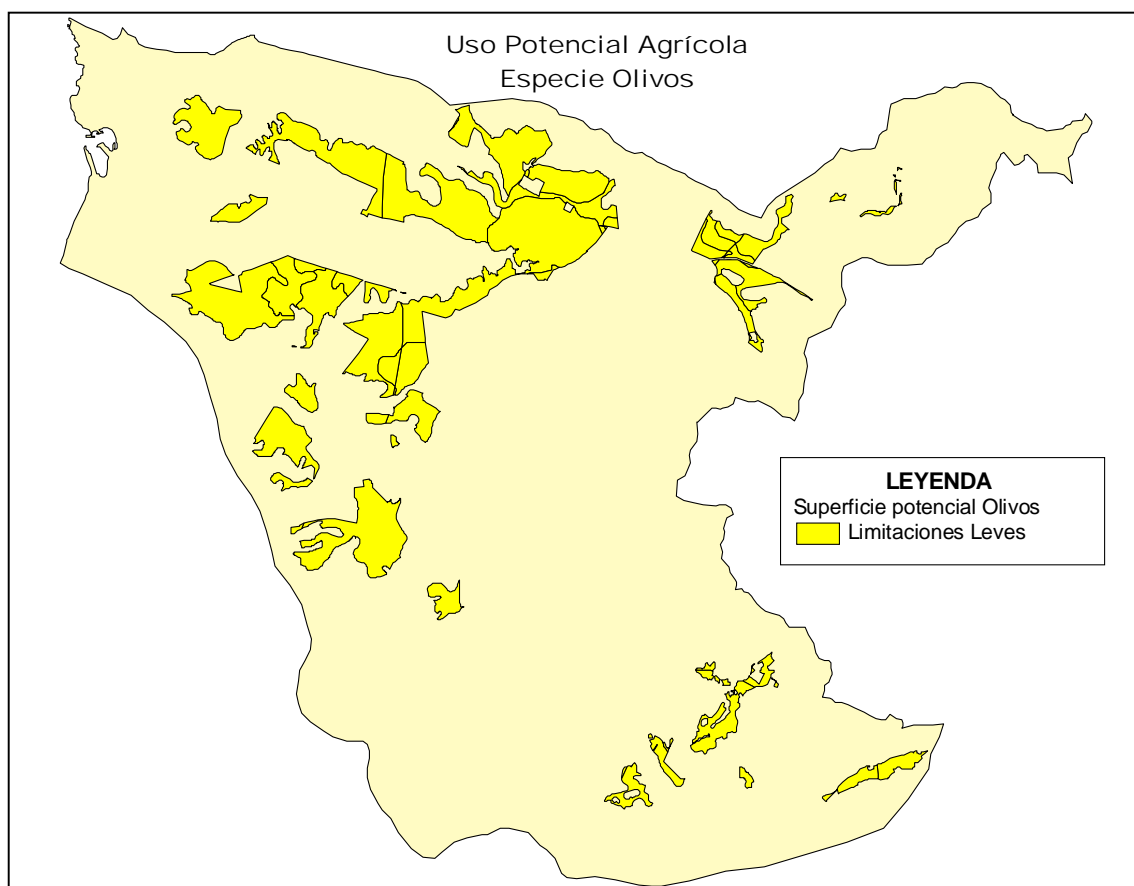 Uso Potencial Agrícola
Especie Olivos
LEYENDA
Superficie potencial Olivos
Limitaciones Leves